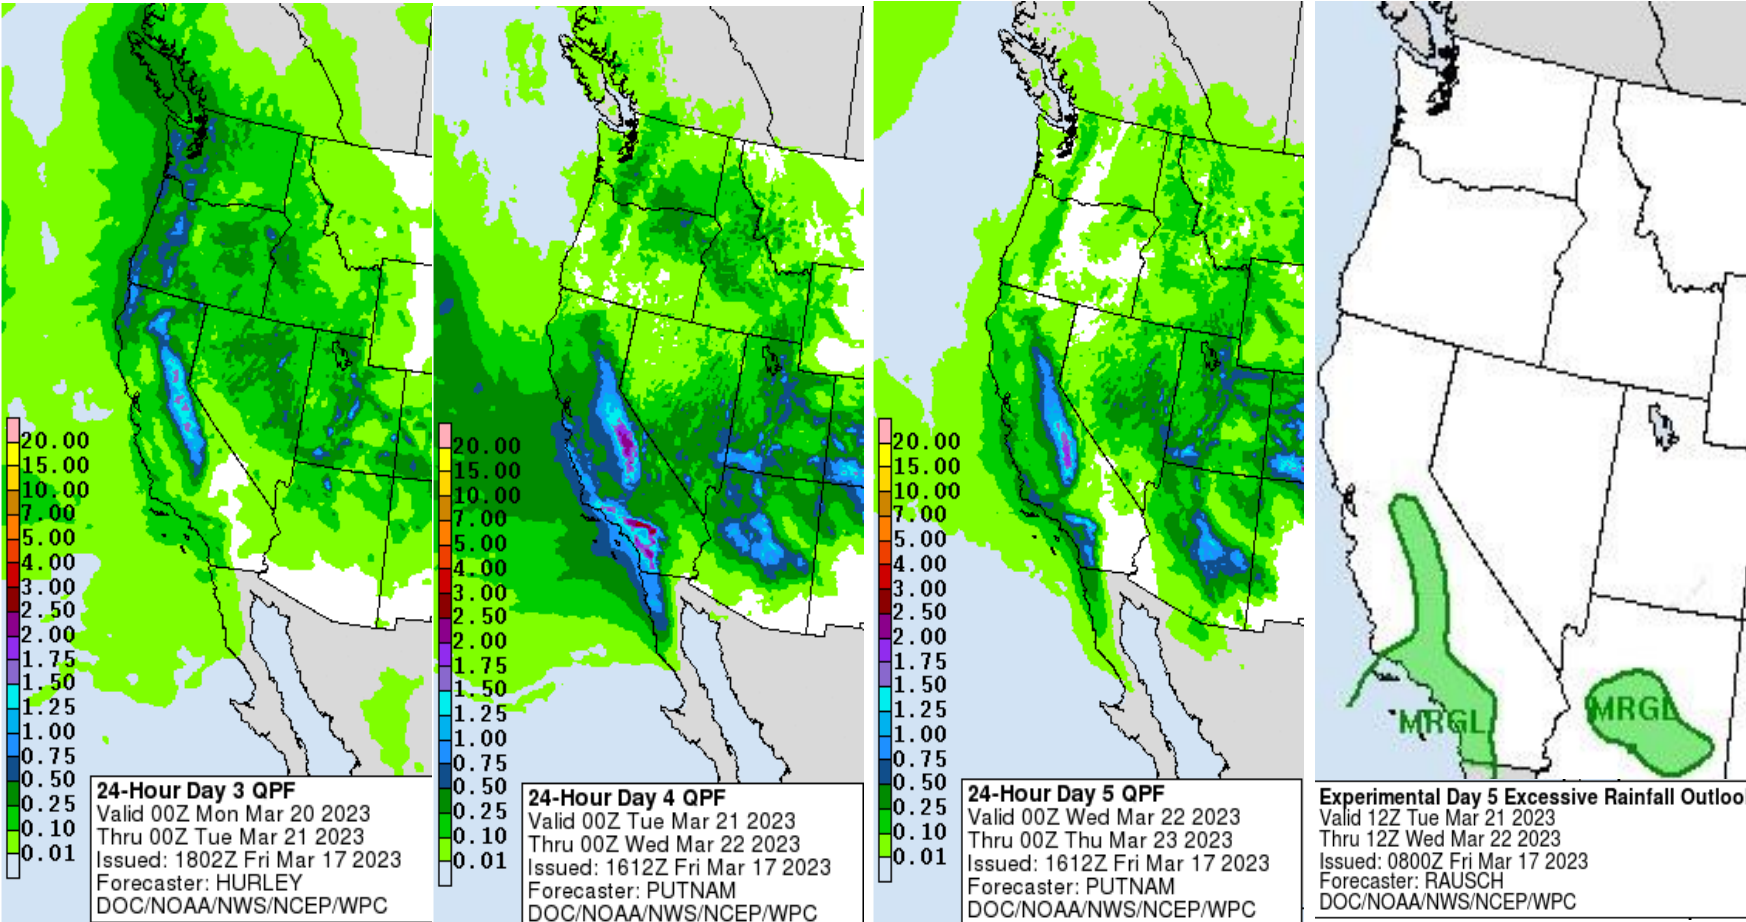 20.00
15.00
10.00
7.00
5.00
4.00
3.00
2.50
2.00
1.75
1.50
1.25
1.00
0.75
0.50
0.25
0.10
0.01
24-Hour Day 3 QPF
Valid 00Z Mon Mar 20 2023
Thru 00Z Tue Mar 21 2023
Issued: 1802Z Fri Mar 17 2023
Forecaster: HURLEY
DOC/NOAA/NWS/NCEP/WPC
20.00
15.00
10.00
7.00
5.00
4.00
3.00
2.50
2.00
1.75
1.50
1.25
1.00
0.75
0.50
0.25
0.10
0.01
24-Hour Day 4 QPF
Valid 00Z Tue Mar 21 2023
Thru 00Z Wed Mar 22 2023
Issued: 1612Z Fri Mar 17 2023
Forecaster: PUTNAM
DOC/NOAA/NWS/NCEP/WPC
20.00
15.00
10.00
7.00
5.00
4.00
3.00
2.50
2.00
1.75
1.50
1.25
1.00
0.75
0.50
0.25
0.10
0.01
24-Hour Day 5 QPF
Valid 00Z Wed Mar 22 2023
Thru 00Z Thu Mar 23 2023
Issued: 1612Z Fri Mar 17 2023
Forecaster: PUTNAM
DOC/NOAA/NWS/NCEP/WPC
MRGL
MRGL
Experimental Day 5 Excessive Rainfall Outloo
Valid 12Z Tue Mar 21 2023
Thru 12Z Wed Mar 22 2023
Issued: 0800Z Fri Mar 17 2023
Forecaster: RAUSCH
DOC/NOAA/NWS/NCEP/WPC